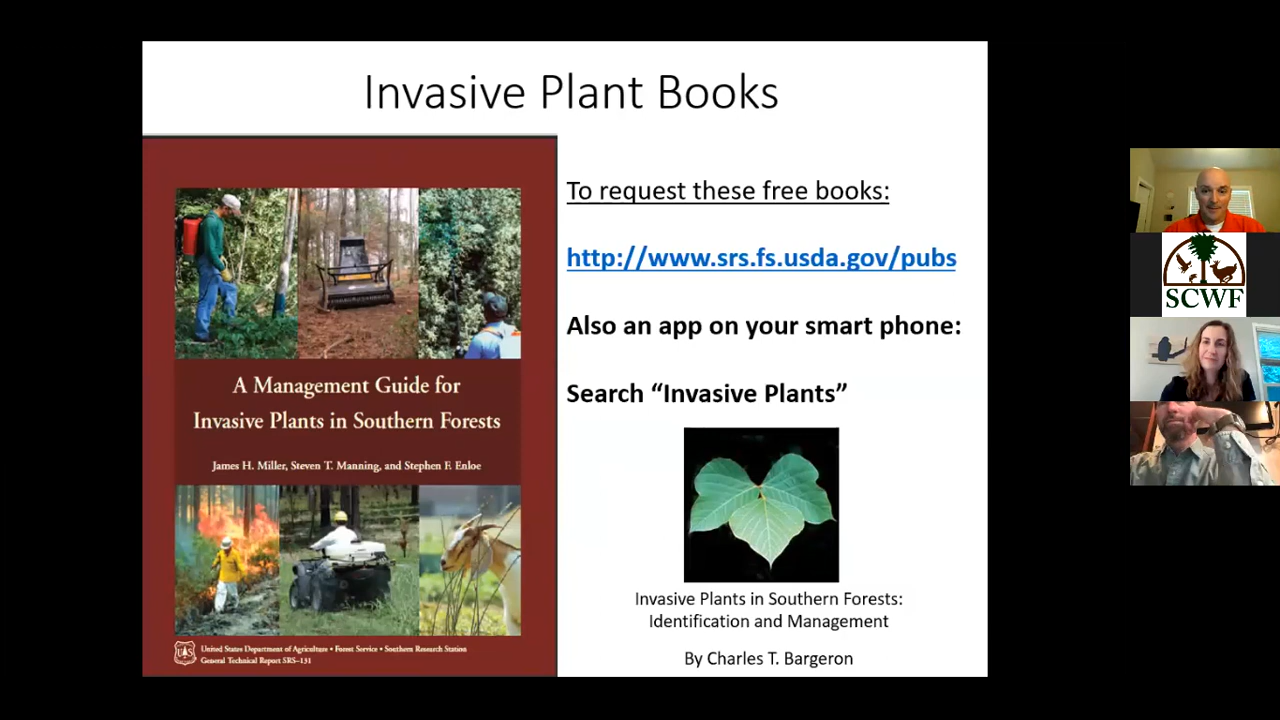 Invasive Plant Books
A Management Guide for
Invasive Plants in Southern Forests
James H. Miller, Steven T. Manning, and Stephen F. Enloe
United States Department of Agriculture • Forest Service • Southern Research Station
General Technical Report SRS–131
To request these free books:
http://www.srs.fs.usda.gov/pubs
Also an app on your smart phone:
Search “Invasive Plants”
Invasive Plants in Southern Forests:
Identification and Management
By Charles T. Bargeron
SCWF